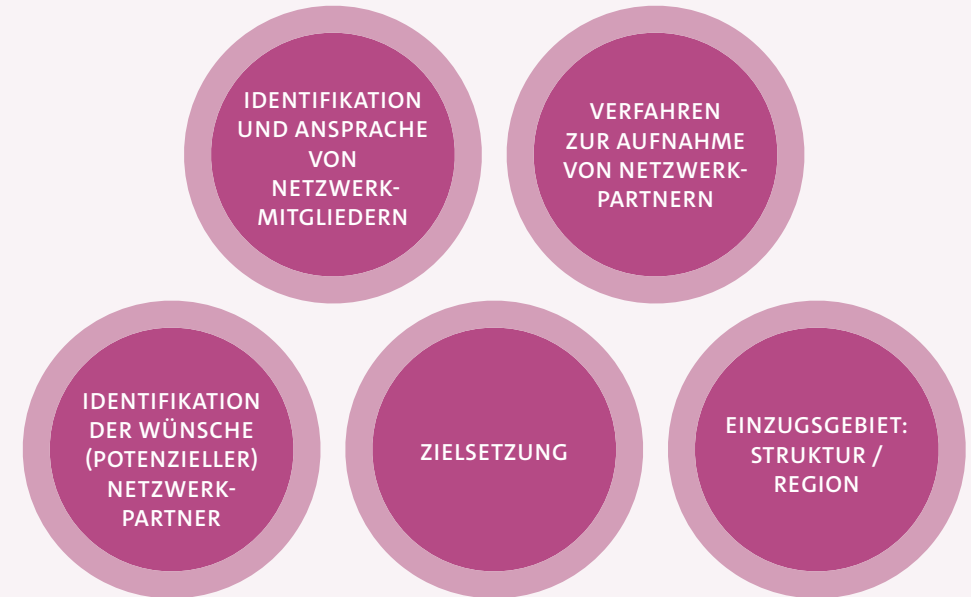 IDENTIFIKATION
UND ANSPRACHE
VON
NETZWERK-
MITGLIEDERN
VERFAHREN
ZUR AUFNAHME
VON NETZWERK-
PARTNERN
IDENTIFIKATION
DER WÜNSCHE
(POTENZIELLER)
NETZWERK-
PARTNER
ZIELSETZUNG
EINZUGSGEBIET:
STRUKTUR /
REGION